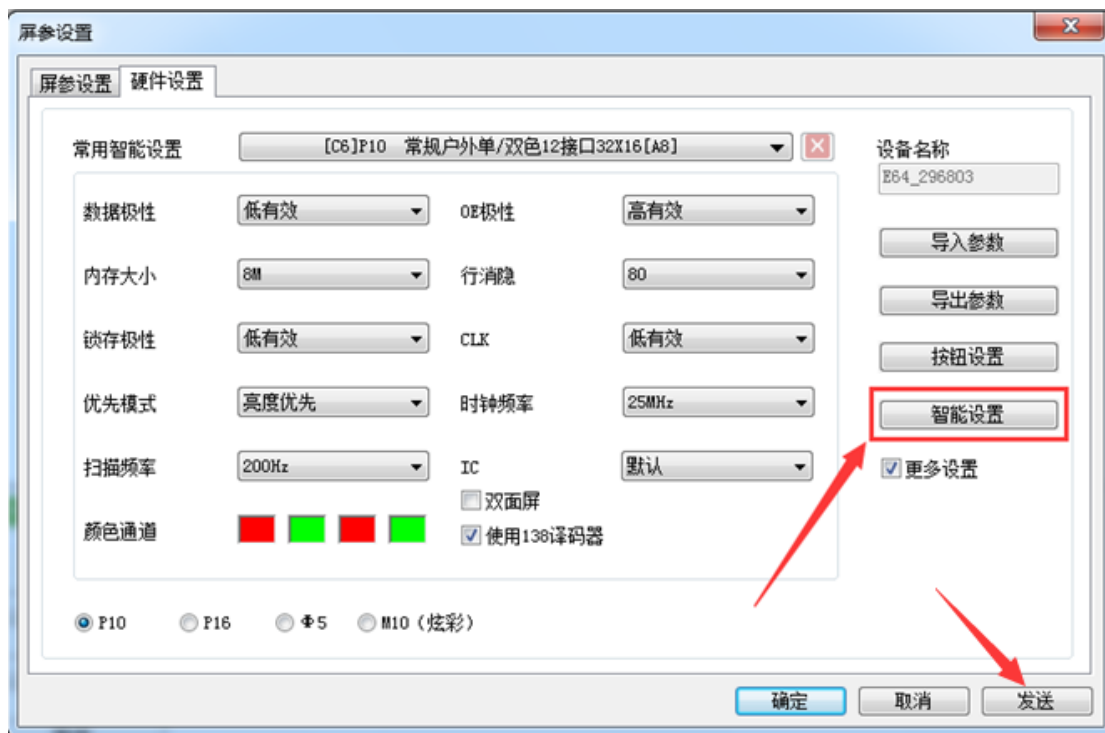 屏参设置
屏参设置 硬件设置
常用智能设置 [C6]P10 常规户外单/双色12接口32X16[A8] 设备名称
E64_296803
数据极性 低有效 OE极性 高有效
导入参数
内存大小 8M 行消隐 80
导出参数
锁存极性 低有效 CLK 低有效
按钮设置
优先模式 亮度优先 时钟频率 25MHz
智能设置
扫描频率 200Hz IC 默认 更多设置
双面屏
颜色通道 使用138译码器
P10 P16 Φ5 M10（炫彩）
确定 取消 发送